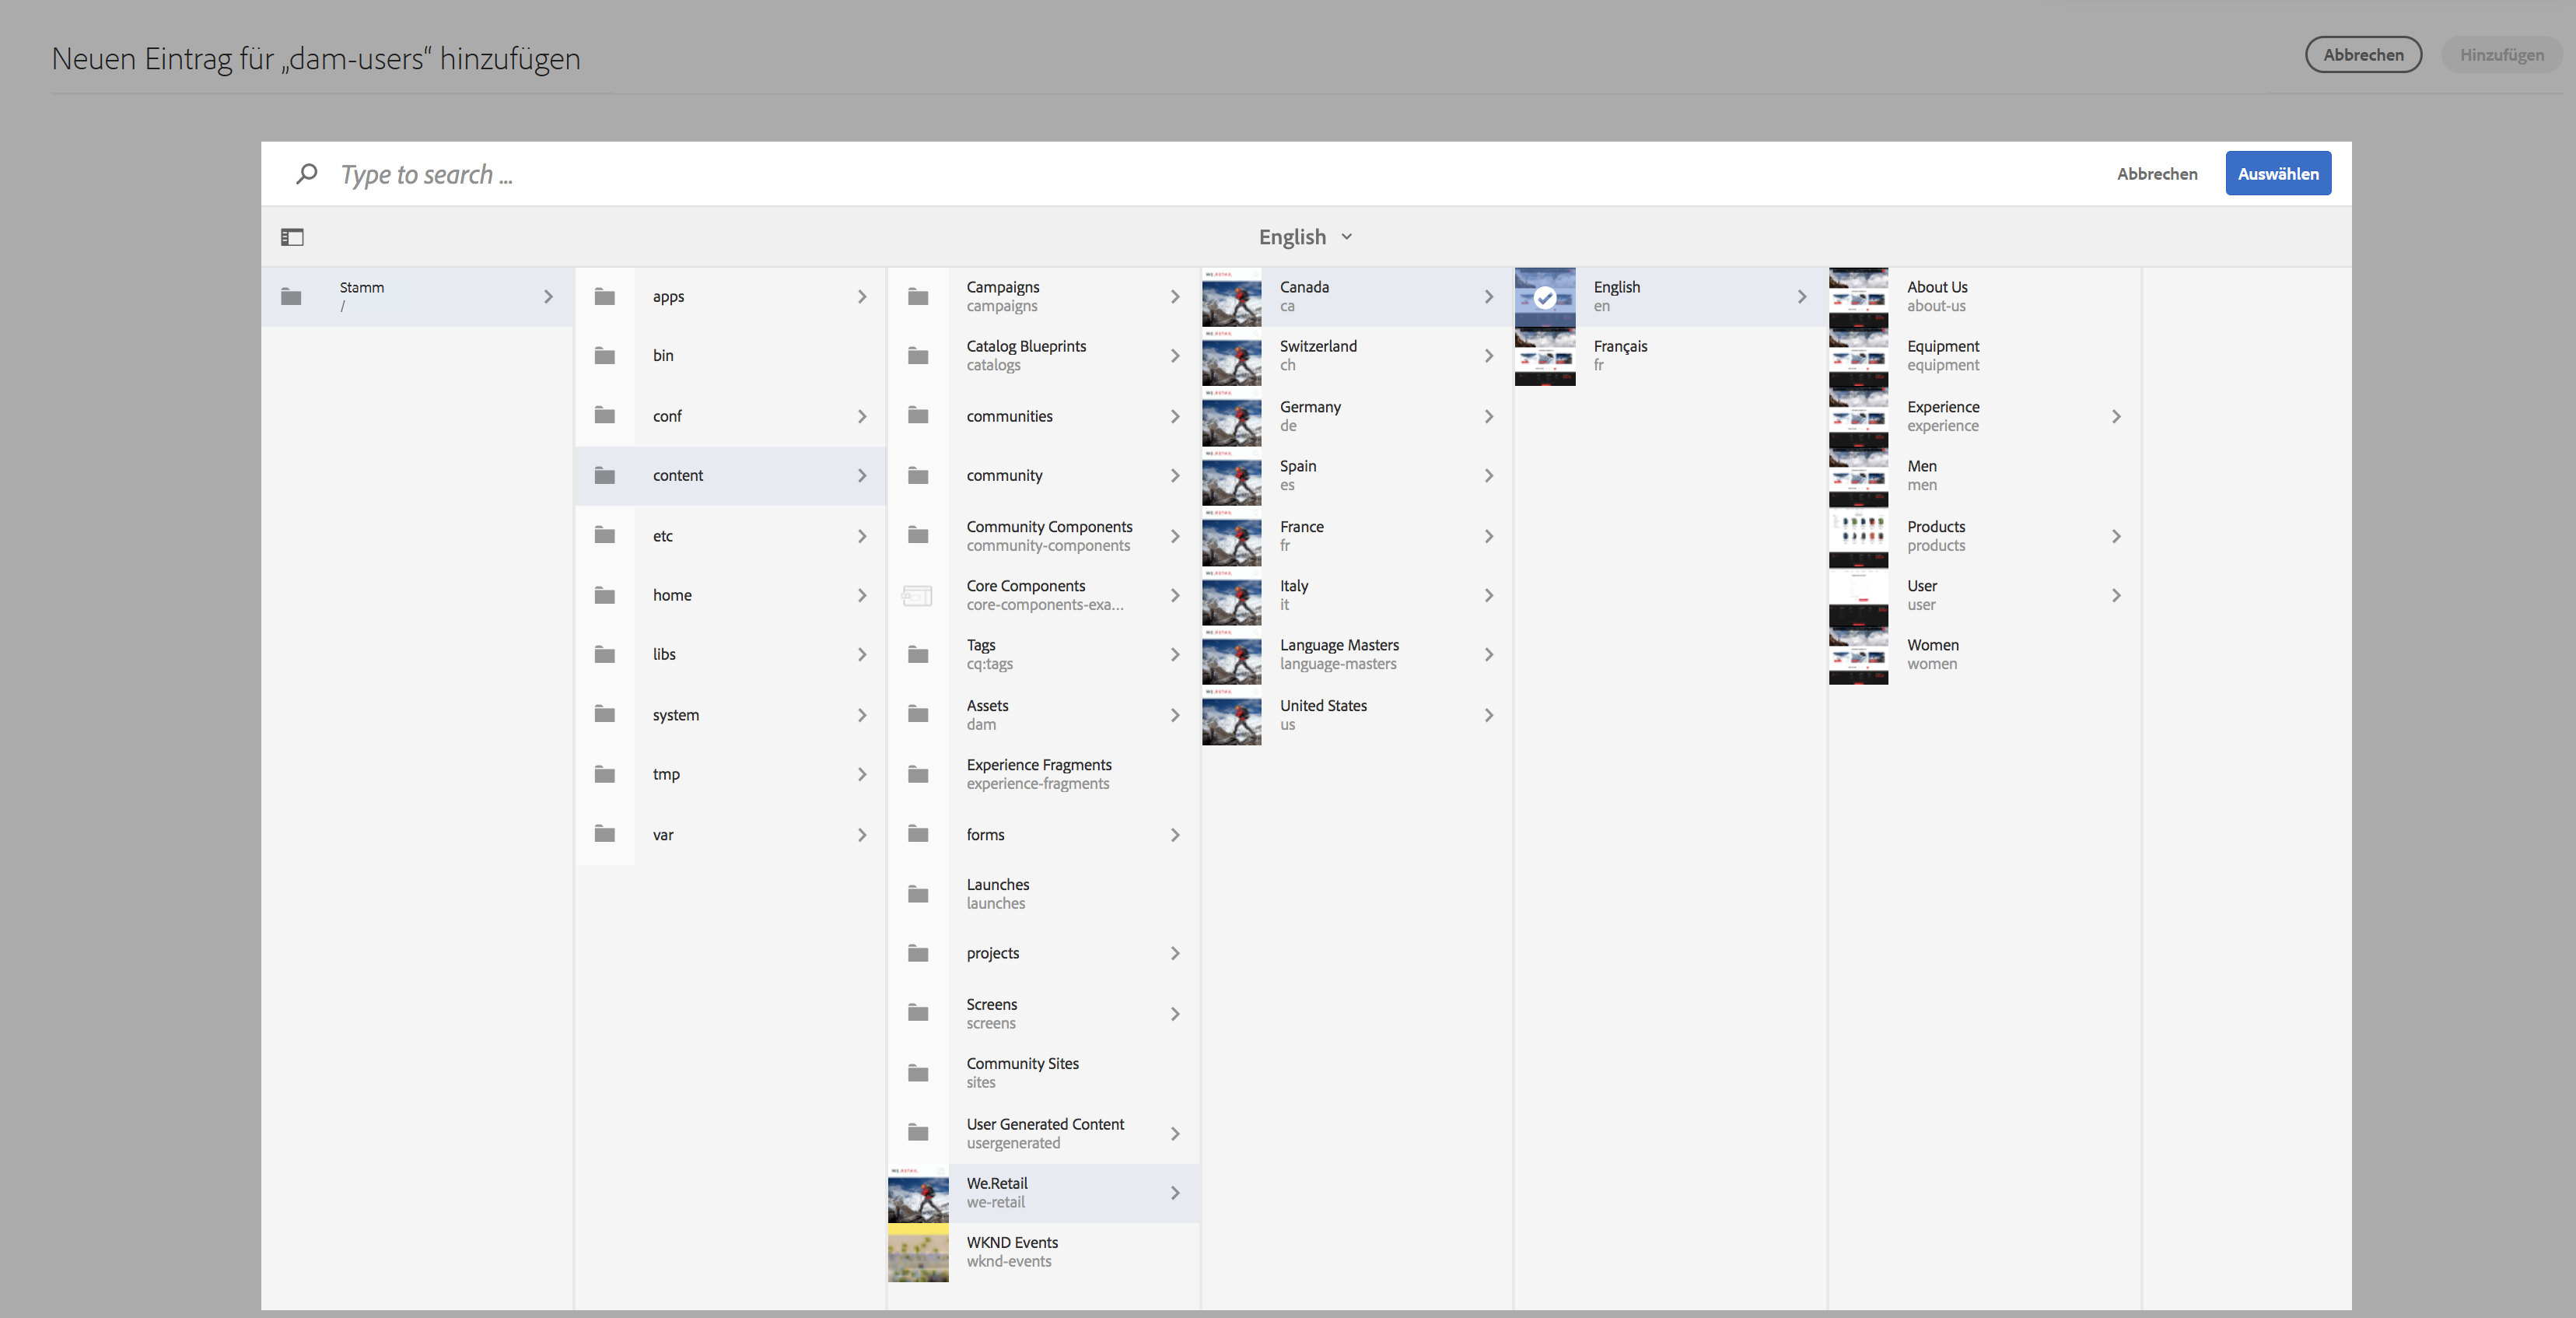 Neuen Eintrag für „dam-users“ hinzufügen
Abbrechen
Hinzufügen
Type to search ...
Abbrechen
Auswählen
English
Stamm
/
apps
bin
conf
content
etc
home
libs
system
tmp
var
Campaigns
campaigns
Catalog Blueprints
catalogs
communities
community
Community Components
community-components
Core Components
core-components-exa...
Tags
cq:tags
Assets
dam
Experience Fragments
experience-fragments
forms
Launches
launches
projects
Screens
screens
Community Sites
sites
User Generated Content
usergenerated
We.Retail
we-retail
WKND Events
wknd-events
Canada
ca
Switzerland
ch
Germany
de
Spain
es
France
fr
Italy
it
Language Masters
language-masters
United States
us
English
en
Français
fr
About Us
about-us
Equipment
equipment
Experience
experience
Men
men
Products
products
User
user
Women
women